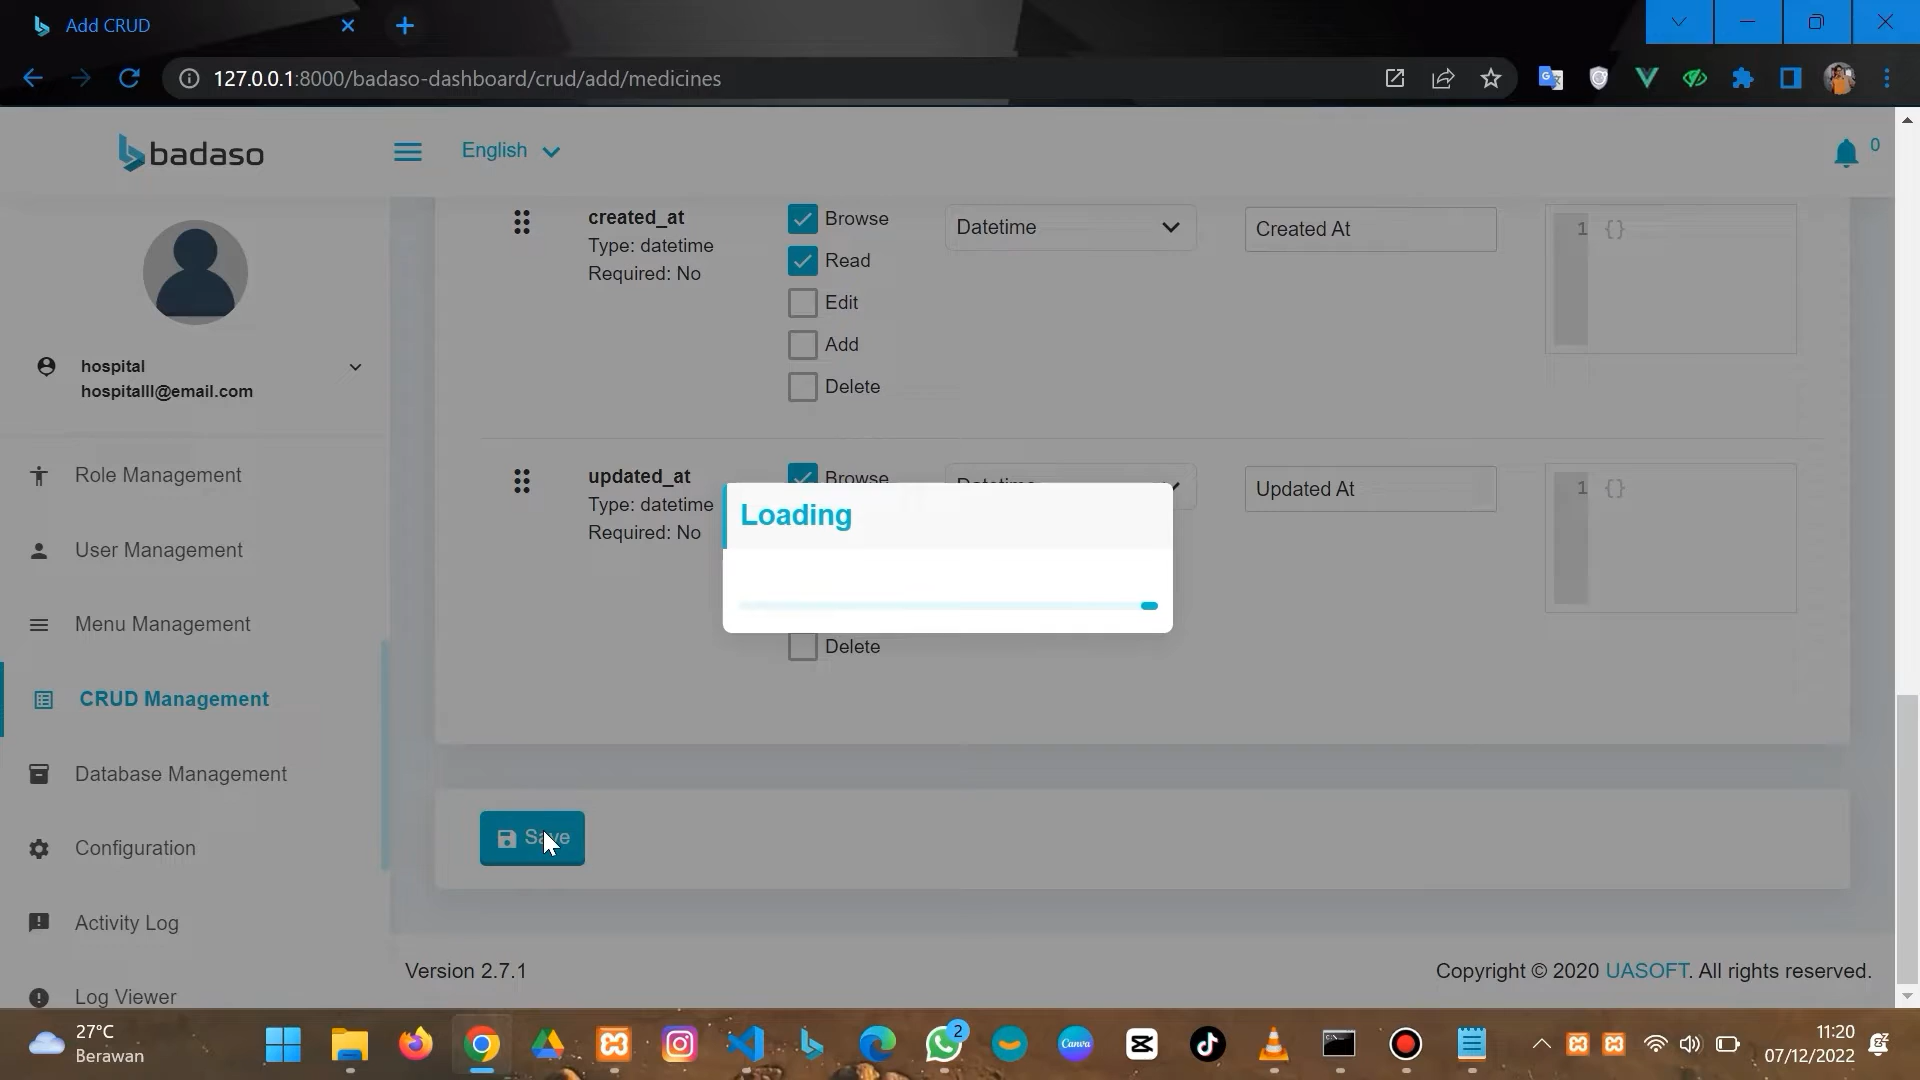 Add CRUD
127.0.0.1:8000/badaso-dashboard/crud/add/medicines
badaso
English
0
hospital
hospitalll@email.com
Role Management
User Management
Menu Management
CRUD Management
Database Management
Configuration
Activity Log
Log Viewer
created_at
Type: datetime
Required: No
Browse
Read
Edit
Add
Delete
Datetime
Created At
1 {}
updated_at
Type: datetime
Required: No
Browse
Datetime
Updated At
1 {}
Loading
Delete
Save
Version 2.7.1
Copyright © 2020 UASOFT. All rights reserved.
27°C
Berawan
2
Canva
11:20
07/12/2022